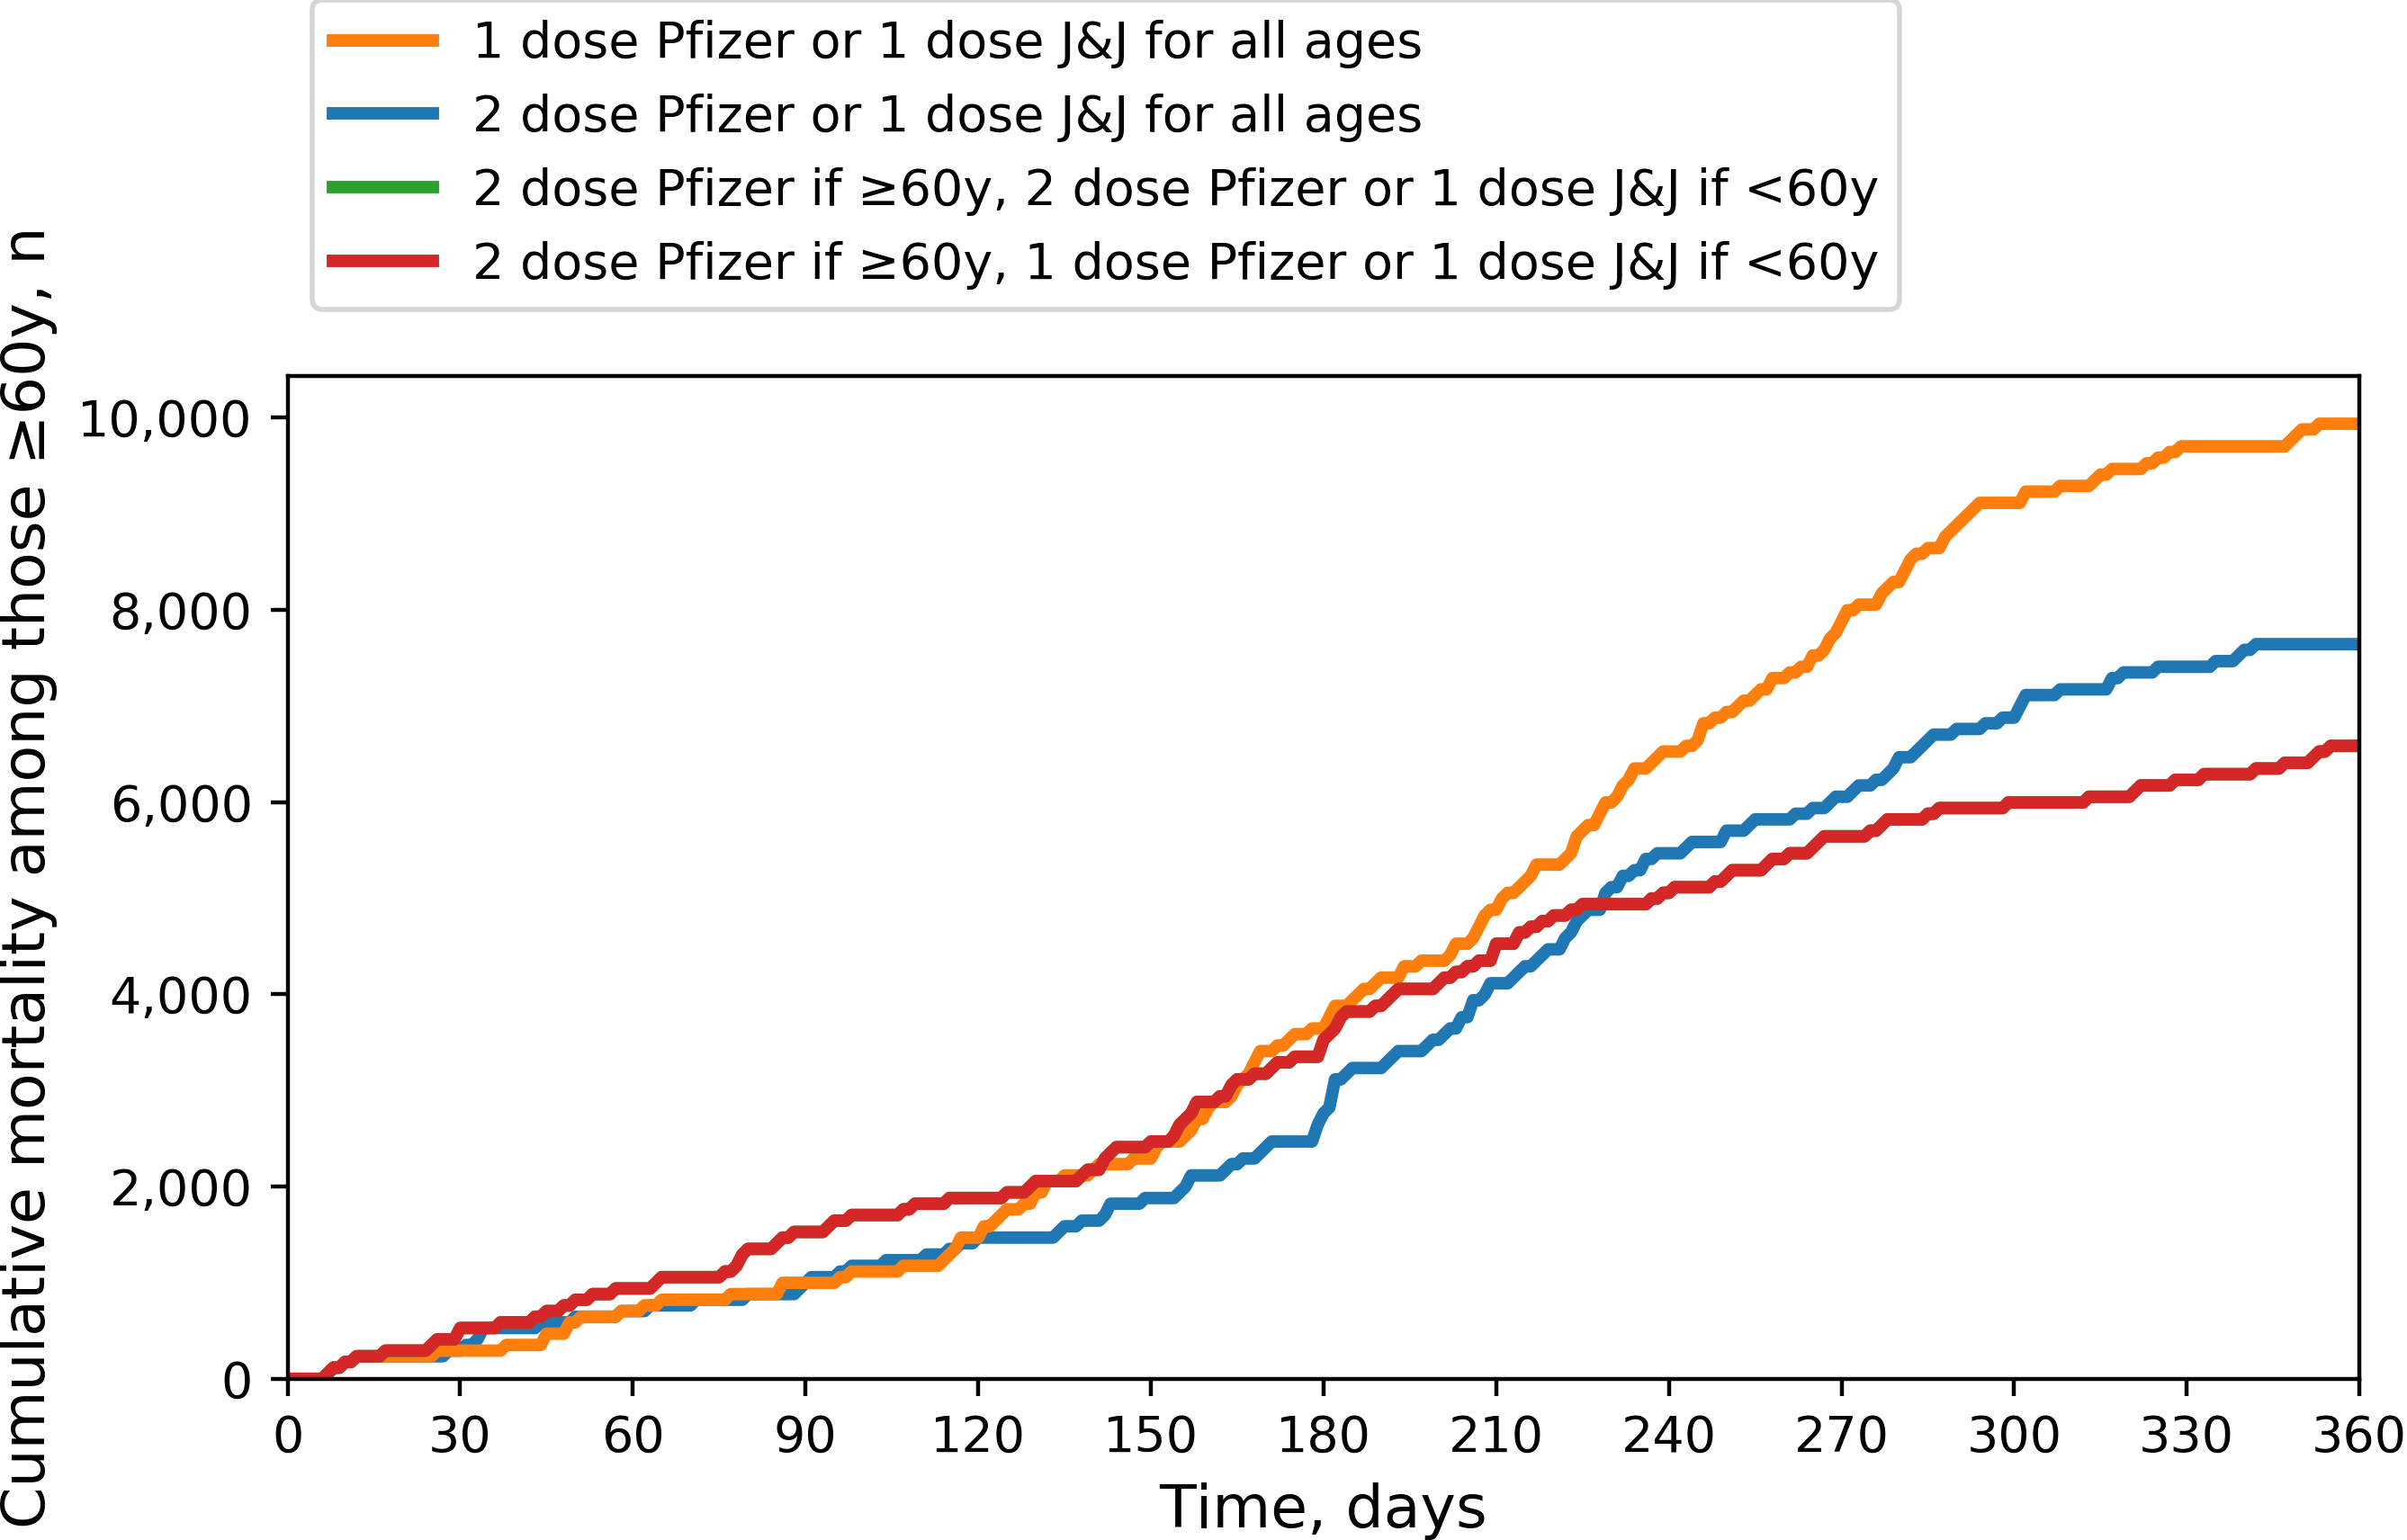 1 dose Pfizer or 1 dose J&J for all ages
2 dose Pfizer or 1 dose J&J for all ages
2 dose Pfizer if ≥60y, 2 dose Pfizer or 1 dose J&J if <60y
2 dose Pfizer if ≥60y, 1 dose Pfizer or 1 dose J&J if <60y
Cumulative mortality among those ≥60y, n
10,000
8,000
6,000
4,000
2,000
0
0 30 60 90 120 150 180 210 240 270 300 330 360
Time, days